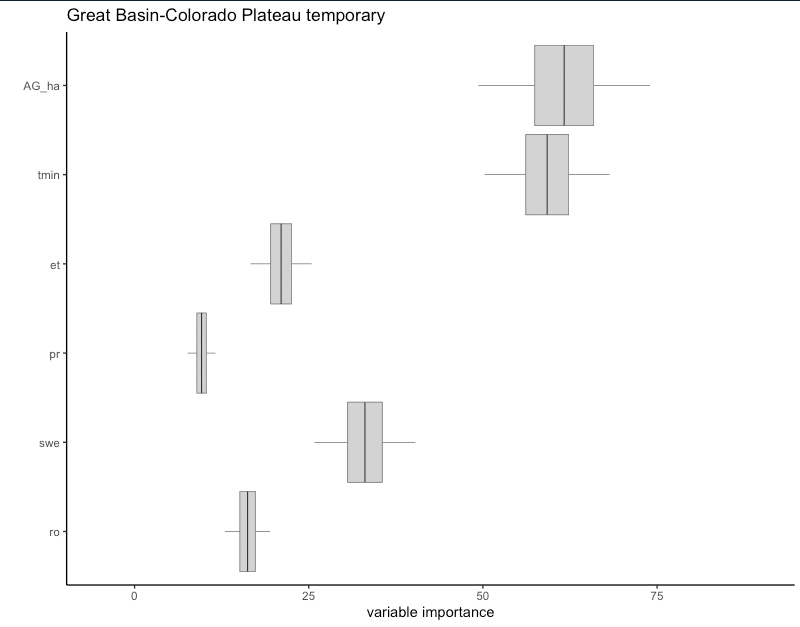 Great Basin-Colorado Plateau temporary
AG_ha
tmin
et
pr
swe
ro
0 25 50 75
variable importance